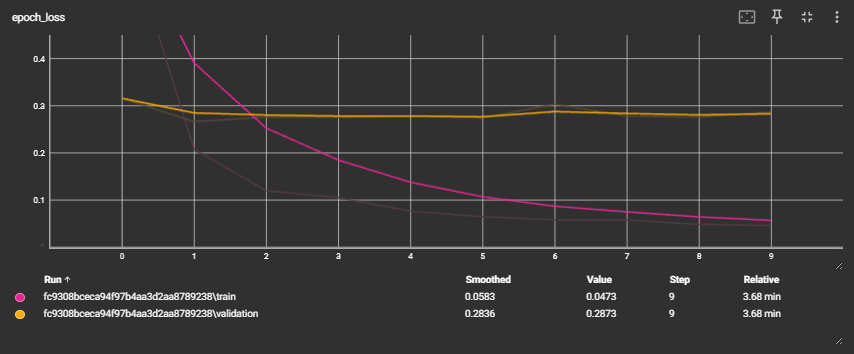 epoch_loss
0.4
0.3
0.2
0.1
0 1 2 3 4 5 6 7 8 9
Run ↑ Smoothed Value Step Relative
fc9308bceca94f97b4aa3d2aa8789238\train 0.0583 0.0473 9 3.68 min
fc9308bceca94f97b4aa3d2aa8789238\validation 0.2836 0.2873 9 3.68 min